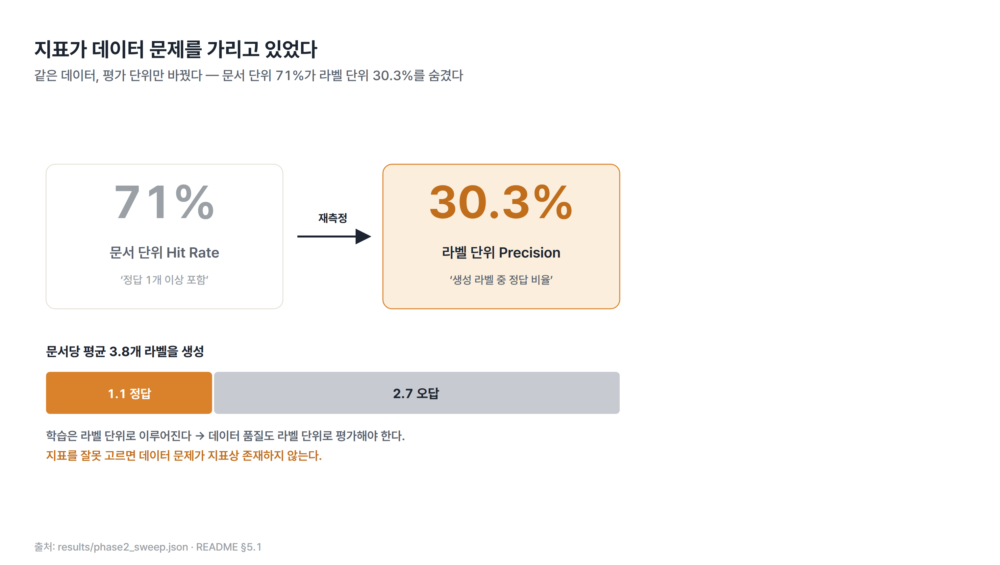 지표가 데이터 문제를 가리고 있었다
같은 데이터, 평가 단위만 바꿨다 — 문서 단위 71%가 라벨 단위 30.3%를 숨겼다
71%
문서 단위 Hit Rate
‘정답 1개 이상 포함’
재측정
30.3%
라벨 단위 Precision
‘생성 라벨 중 정답 비율’
문서당 평균 3.8개 라벨을 생성
1.1 정답
2.7 오답
학습은 라벨 단위로 이루어진다 → 데이터 품질도 라벨 단위로 평가해야 한다.
지표를 잘못 고르면 데이터 문제가 지표상 존재하지 않는다.
출처: results/phase2_sweep.json · README §5.1